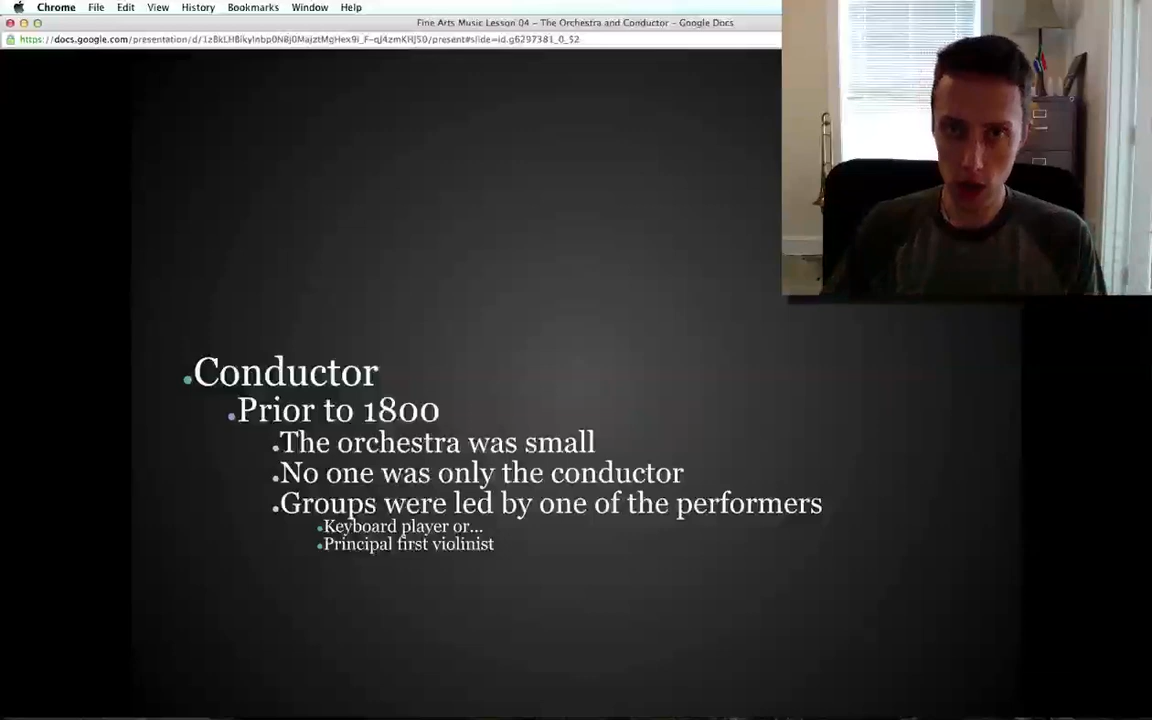 Chrome File Edit View History Bookmarks Window Help
Fine Arts Music Lesson 04 – The Orchestra and Conductor – Google Docs
Conductor
Prior to 1800
The orchestra was small
No one was only the conductor
Groups were led by one of the performers
Keyboard player or...
Principal first violinist